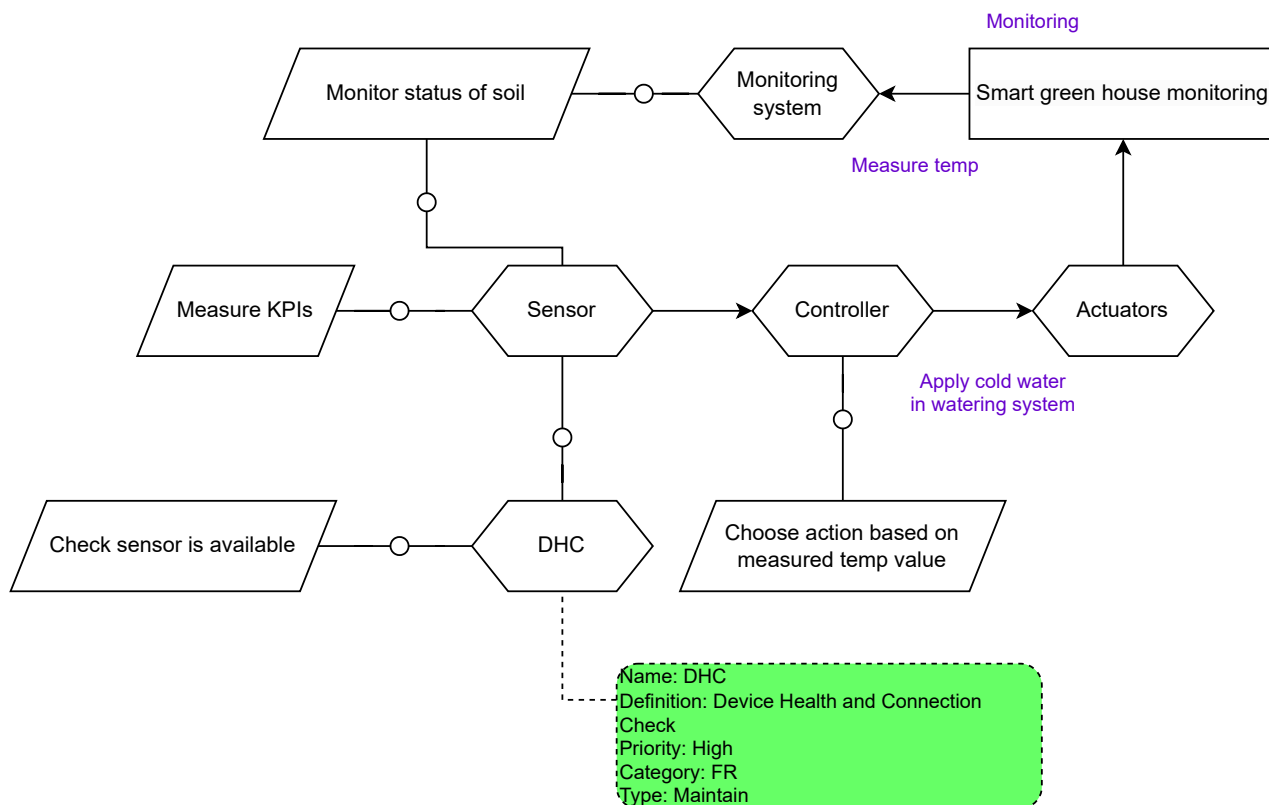 Monitoring
Monitor status of soil
Monitoring
system
Smart green house monitoring
Measure temp
Measure KPIs
Sensor
Controller
Actuators
Apply cold water
in watering system
Check sensor is available
DHC
Choose action based on
measured temp value
Name: DHC
Definition: Device Health and Connection
Check
Priority: High
Category: FR
Type: Maintain